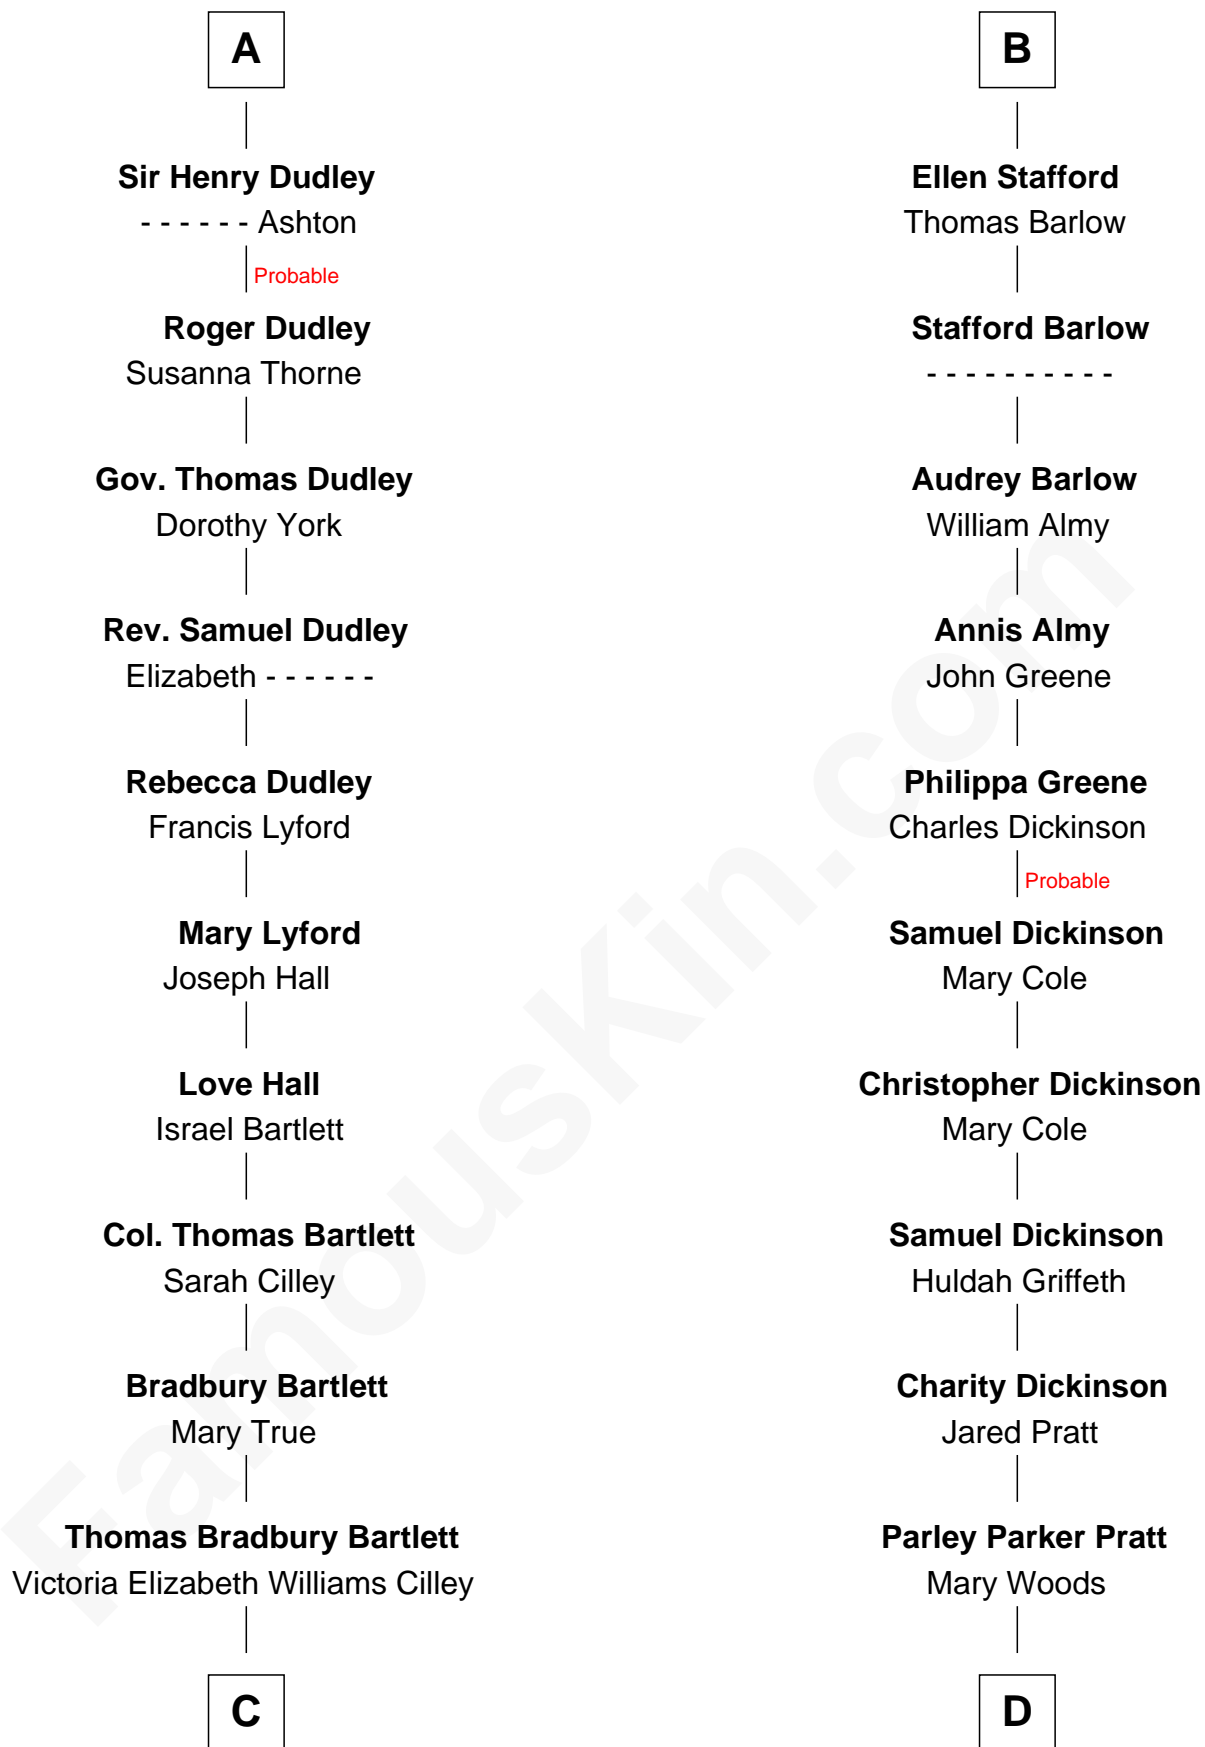 A
Sir Henry Dudley
- - - - - - Ashton
Probable
Roger Dudley
Susanna Thorne
Gov. Thomas Dudley
Dorothy York
Rev. Samuel Dudley
Elizabeth - - - - - -
Rebecca Dudley
Francis Lyford
Mary Lyford
Joseph Hall
Love Hall
Israel Bartlett
Col. Thomas Bartlett
Sarah Cilley
Bradbury Bartlett
Mary True
Thomas Bradbury Bartlett
Victoria Elizabeth Williams Cilley
C
B
Ellen Stafford
Thomas Barlow
Stafford Barlow
- - - - - - - - - -
Audrey Barlow
William Almy
Annis Almy
John Greene
Philippa Greene
Charles Dickinson
Probable
Samuel Dickinson
Mary Cole
Christopher Dickinson
Mary Cole
Samuel Dickinson
Huldah Griffeth
Charity Dickinson
Jared Pratt
Parley Parker Pratt
Mary Woods
D
FamousKin.com